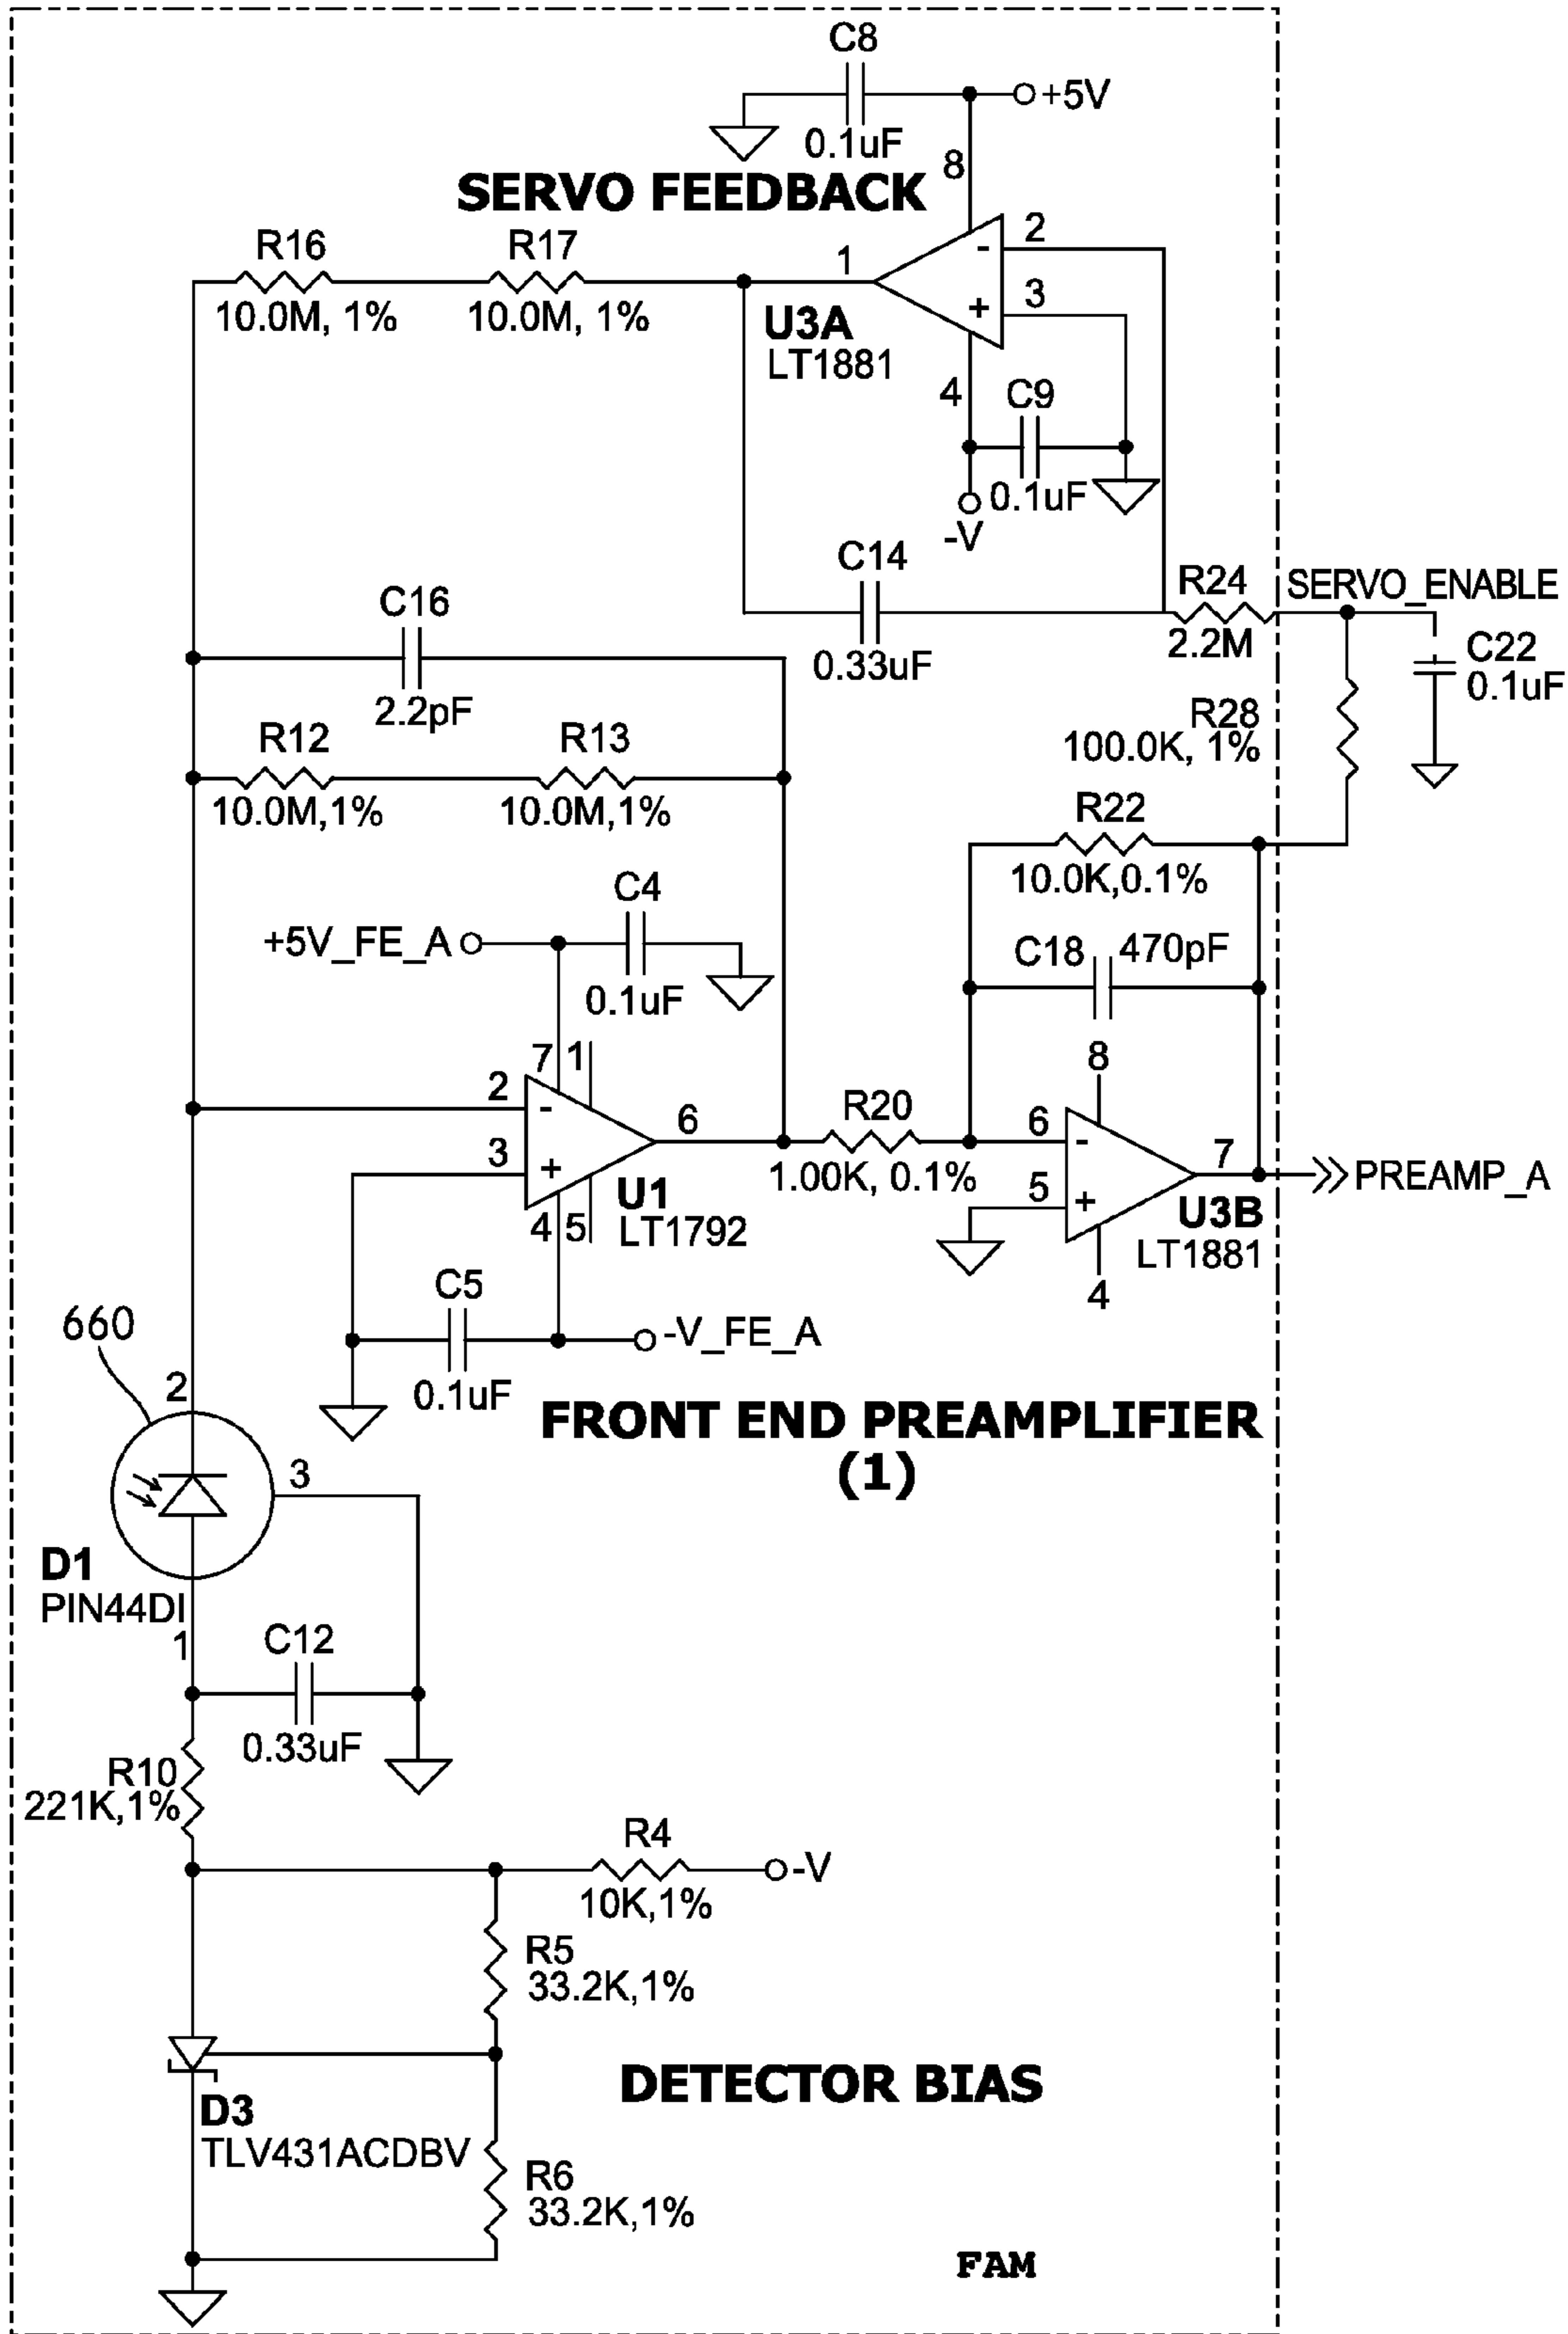 C8
+5V
0.1uF
8
SERVO FEEDBACK
R16
R17
1
-
2
3
+
10.0M, 1%
10.0M, 1%
U3A
LT1881
4
C9
0.1uF
-V
C14
R24
SERVO_ENABLE
C16
2.2M
C22
0.1uF
0.33uF
2.2pF
R28
100.0K, 1%
R12
R13
10.0M,1%
10.0M,1%
R22
10.0K,0.1%
C4
+5V_FE_A
C18
470pF
0.1uF
7
1
8
2
-
6
R20
6
-
3
+
1.00K, 0.1%
7
PREAMP_A
5
+
U1
LT1792
U3B
LT1881
4
5
4
C5
660
-V_FE_A
0.1uF
2
FRONT END PREAMPLIFIER
(1)
3
D1
PIN44DI
1
C12
0.33uF
R10
221K,1%
R4
-V
10K,1%
R5
33.2K,1%
DETECTOR BIAS
D3
TLV431ACDBV
R6
33.2K,1%
FAM